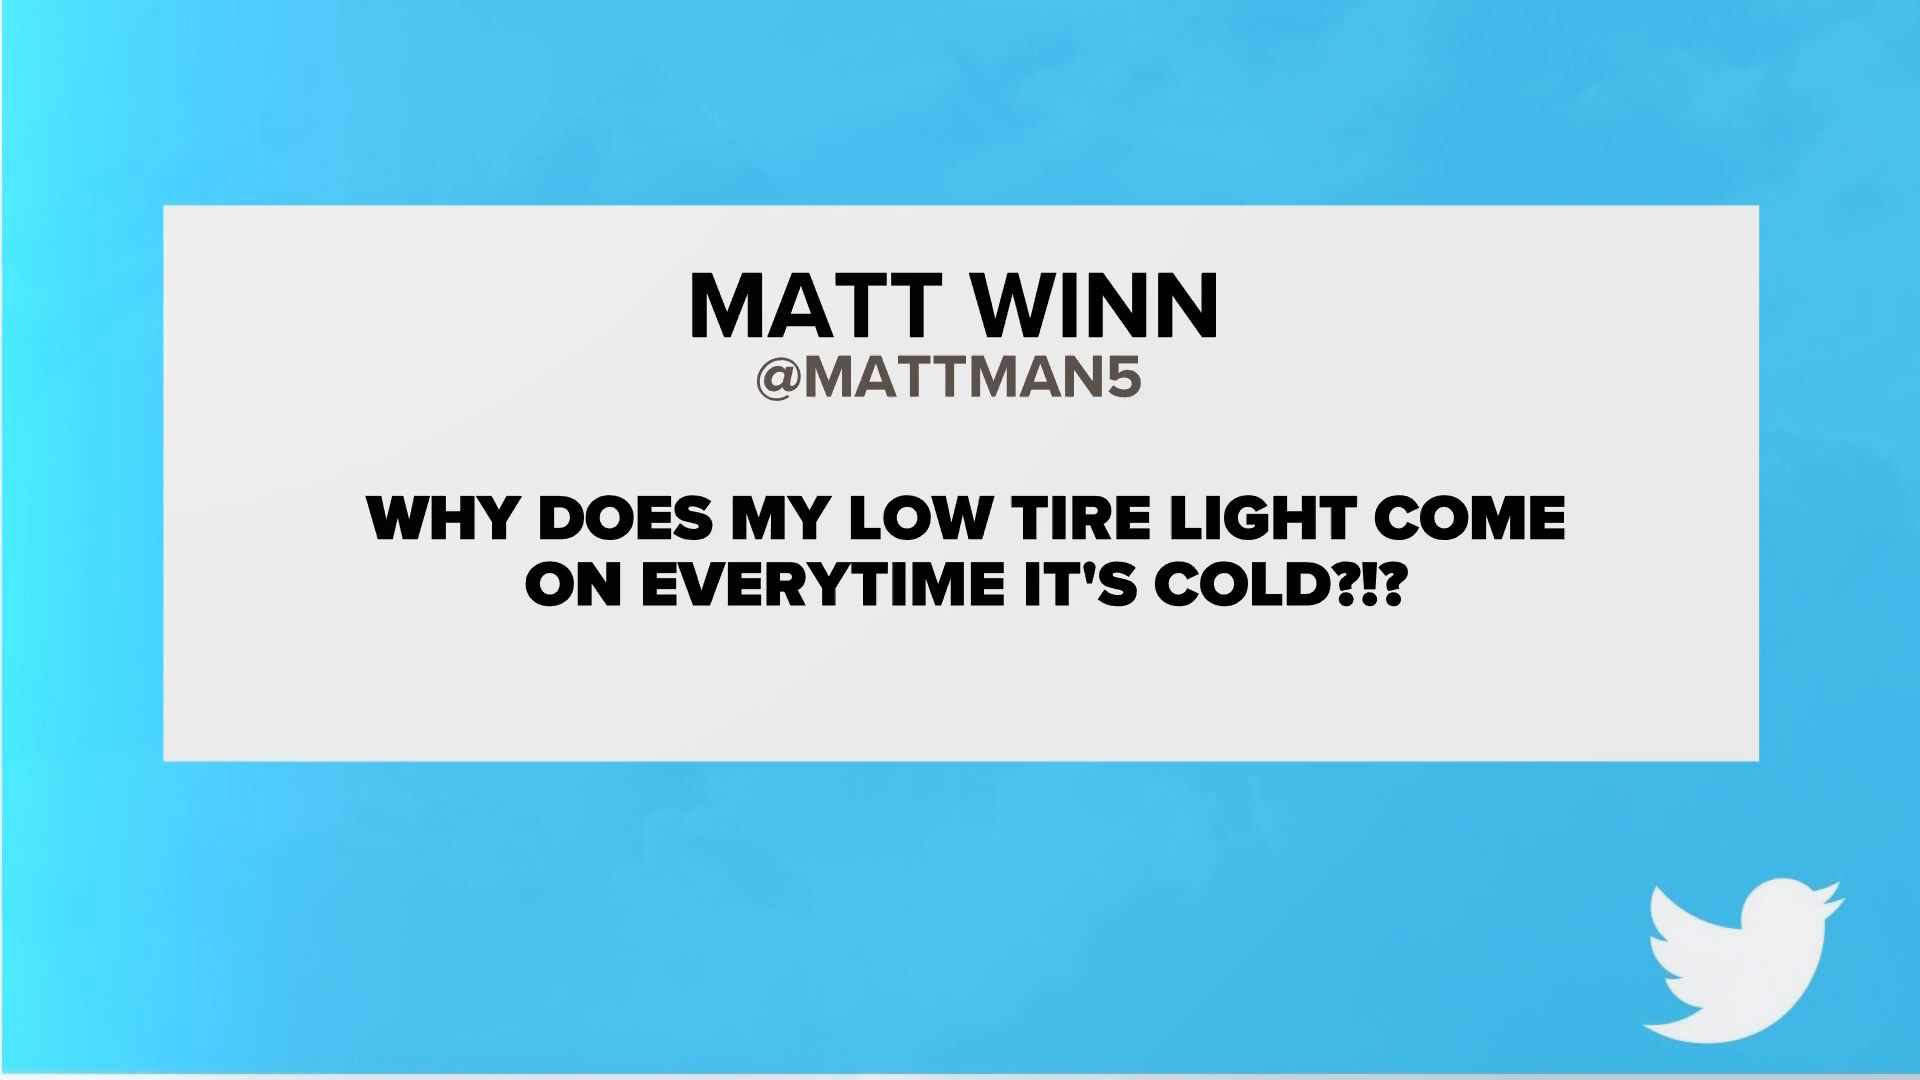 MATT WINN
@MATTMAN5
WHY DOES MY LOW TIRE LIGHT COME
ON EVERYTIME IT'S COLD?!?